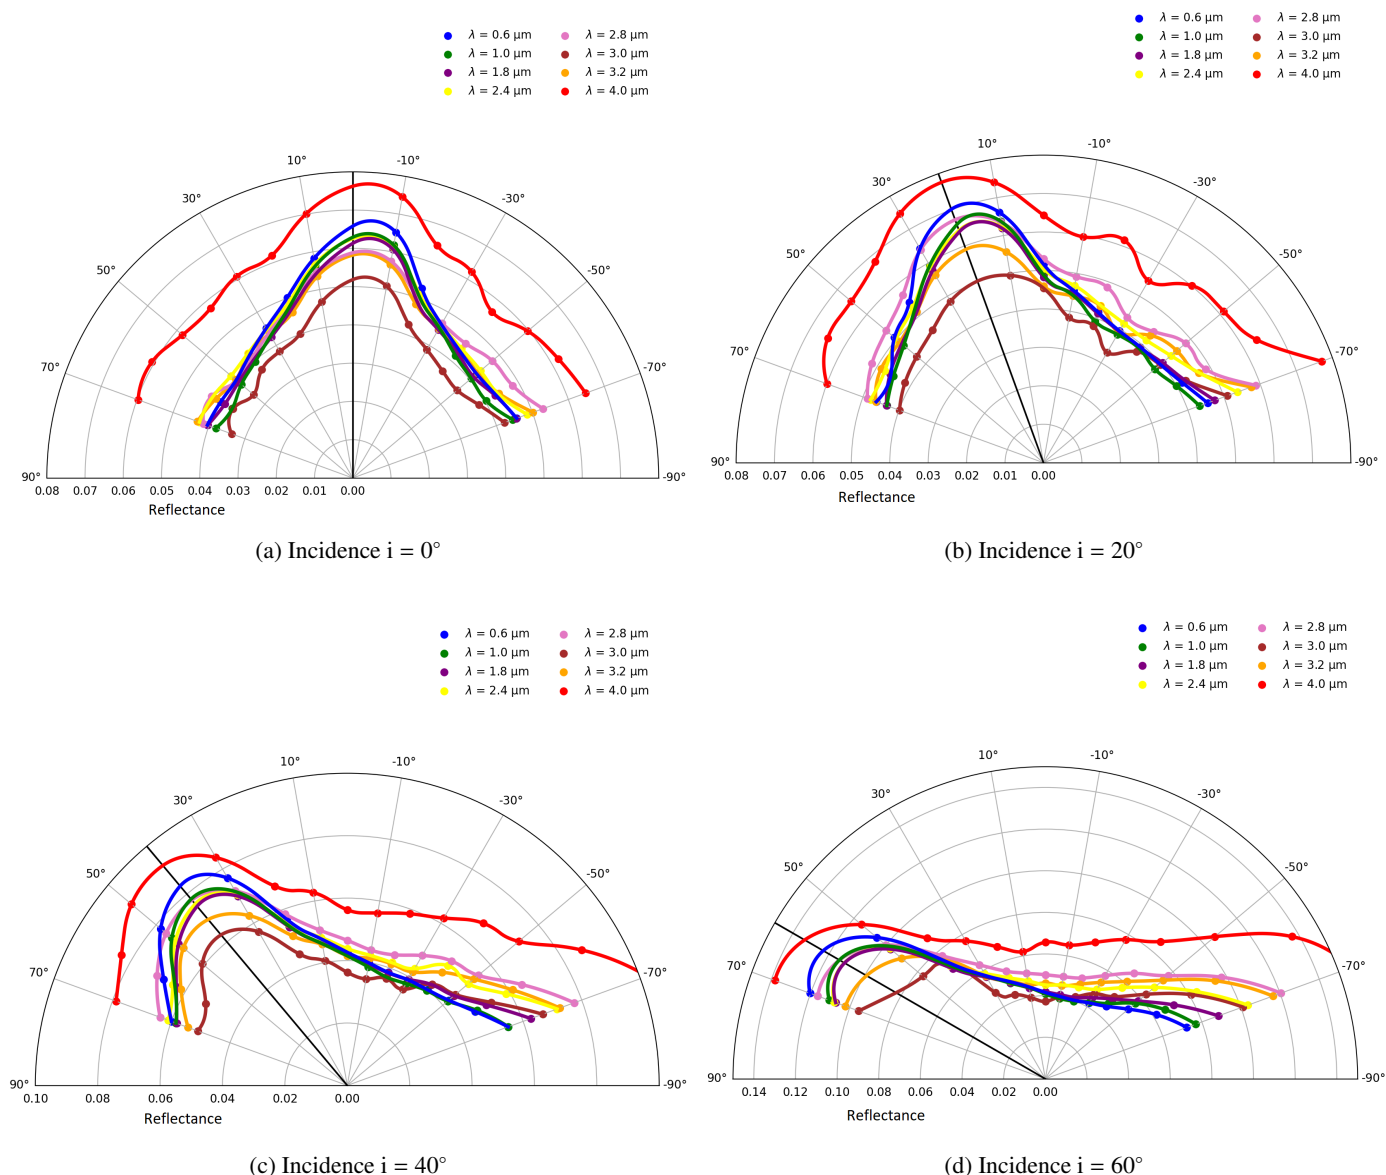 λ = 0.6 μm λ = 2.8 μm
λ = 1.0 μm λ = 3.0 μm
λ = 1.8 μm λ = 3.2 μm
λ = 2.4 μm λ = 4.0 μm
10° -10°
30° -30°
50° -50°
70° -70°
90° -90°
0.08 0.07 0.06 0.05 0.04 0.03 0.02 0.01 0.00
Reflectance
(a) Incidence i = 0°
λ = 0.6 μm λ = 2.8 μm
λ = 1.0 μm λ = 3.0 μm
λ = 1.8 μm λ = 3.2 μm
λ = 2.4 μm λ = 4.0 μm
10° -10°
30° -30°
50° -50°
70° -70°
90° -90°
0.08 0.07 0.06 0.05 0.04 0.03 0.02 0.01 0.00
Reflectance
(b) Incidence i = 20°
λ = 0.6 μm λ = 2.8 μm
λ = 1.0 μm λ = 3.0 μm
λ = 1.8 μm λ = 3.2 μm
λ = 2.4 μm λ = 4.0 μm
10° -10°
30° -30°
50° -50°
70° -70°
90° -90°
0.10 0.08 0.06 0.04 0.02 0.00
Reflectance
(c) Incidence i = 40°
λ = 0.6 μm λ = 2.8 μm
λ = 1.0 μm λ = 3.0 μm
λ = 1.8 μm λ = 3.2 μm
λ = 2.4 μm λ = 4.0 μm
10° -10°
30° -30°
50° -50°
70° -70°
90° -90°
0.14 0.12 0.10 0.08 0.06 0.04 0.02 0.00
Reflectance
(d) Incidence i = 60°